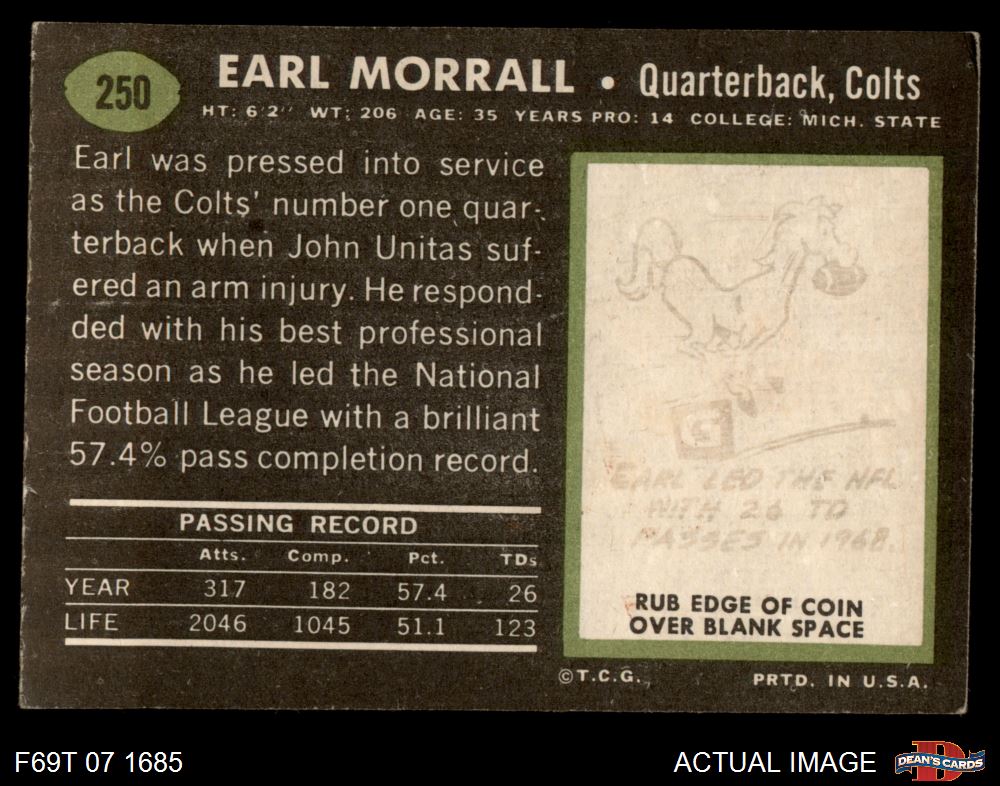 250
EARL MORRALL • Quarterback, Colts
HT: 6'2" WT: 206 AGE: 35 YEARS PRO: 14 COLLEGE: MICH. STATE
Earl was pressed into service
as the Colts' number one quar-
terback when John Unitas suf-
ered an arm injury. He respond-
ded with his best professional
season as he led the National
Football League with a brilliant
57.4% pass completion record.
PASSING RECORD
Atts. Comp. Pct. TDs
YEAR 317 182 57.4 26
LIFE 2046 1045 51.1 123
EARL LED THE NFL
WITH 26 TD
PASSES IN 1968.
RUB EDGE OF COIN
OVER BLANK SPACE
©T.C.G. PRTD. IN U.S.A.
F69T 07 1685
ACTUAL IMAGE
D
DEAN'S CARDS